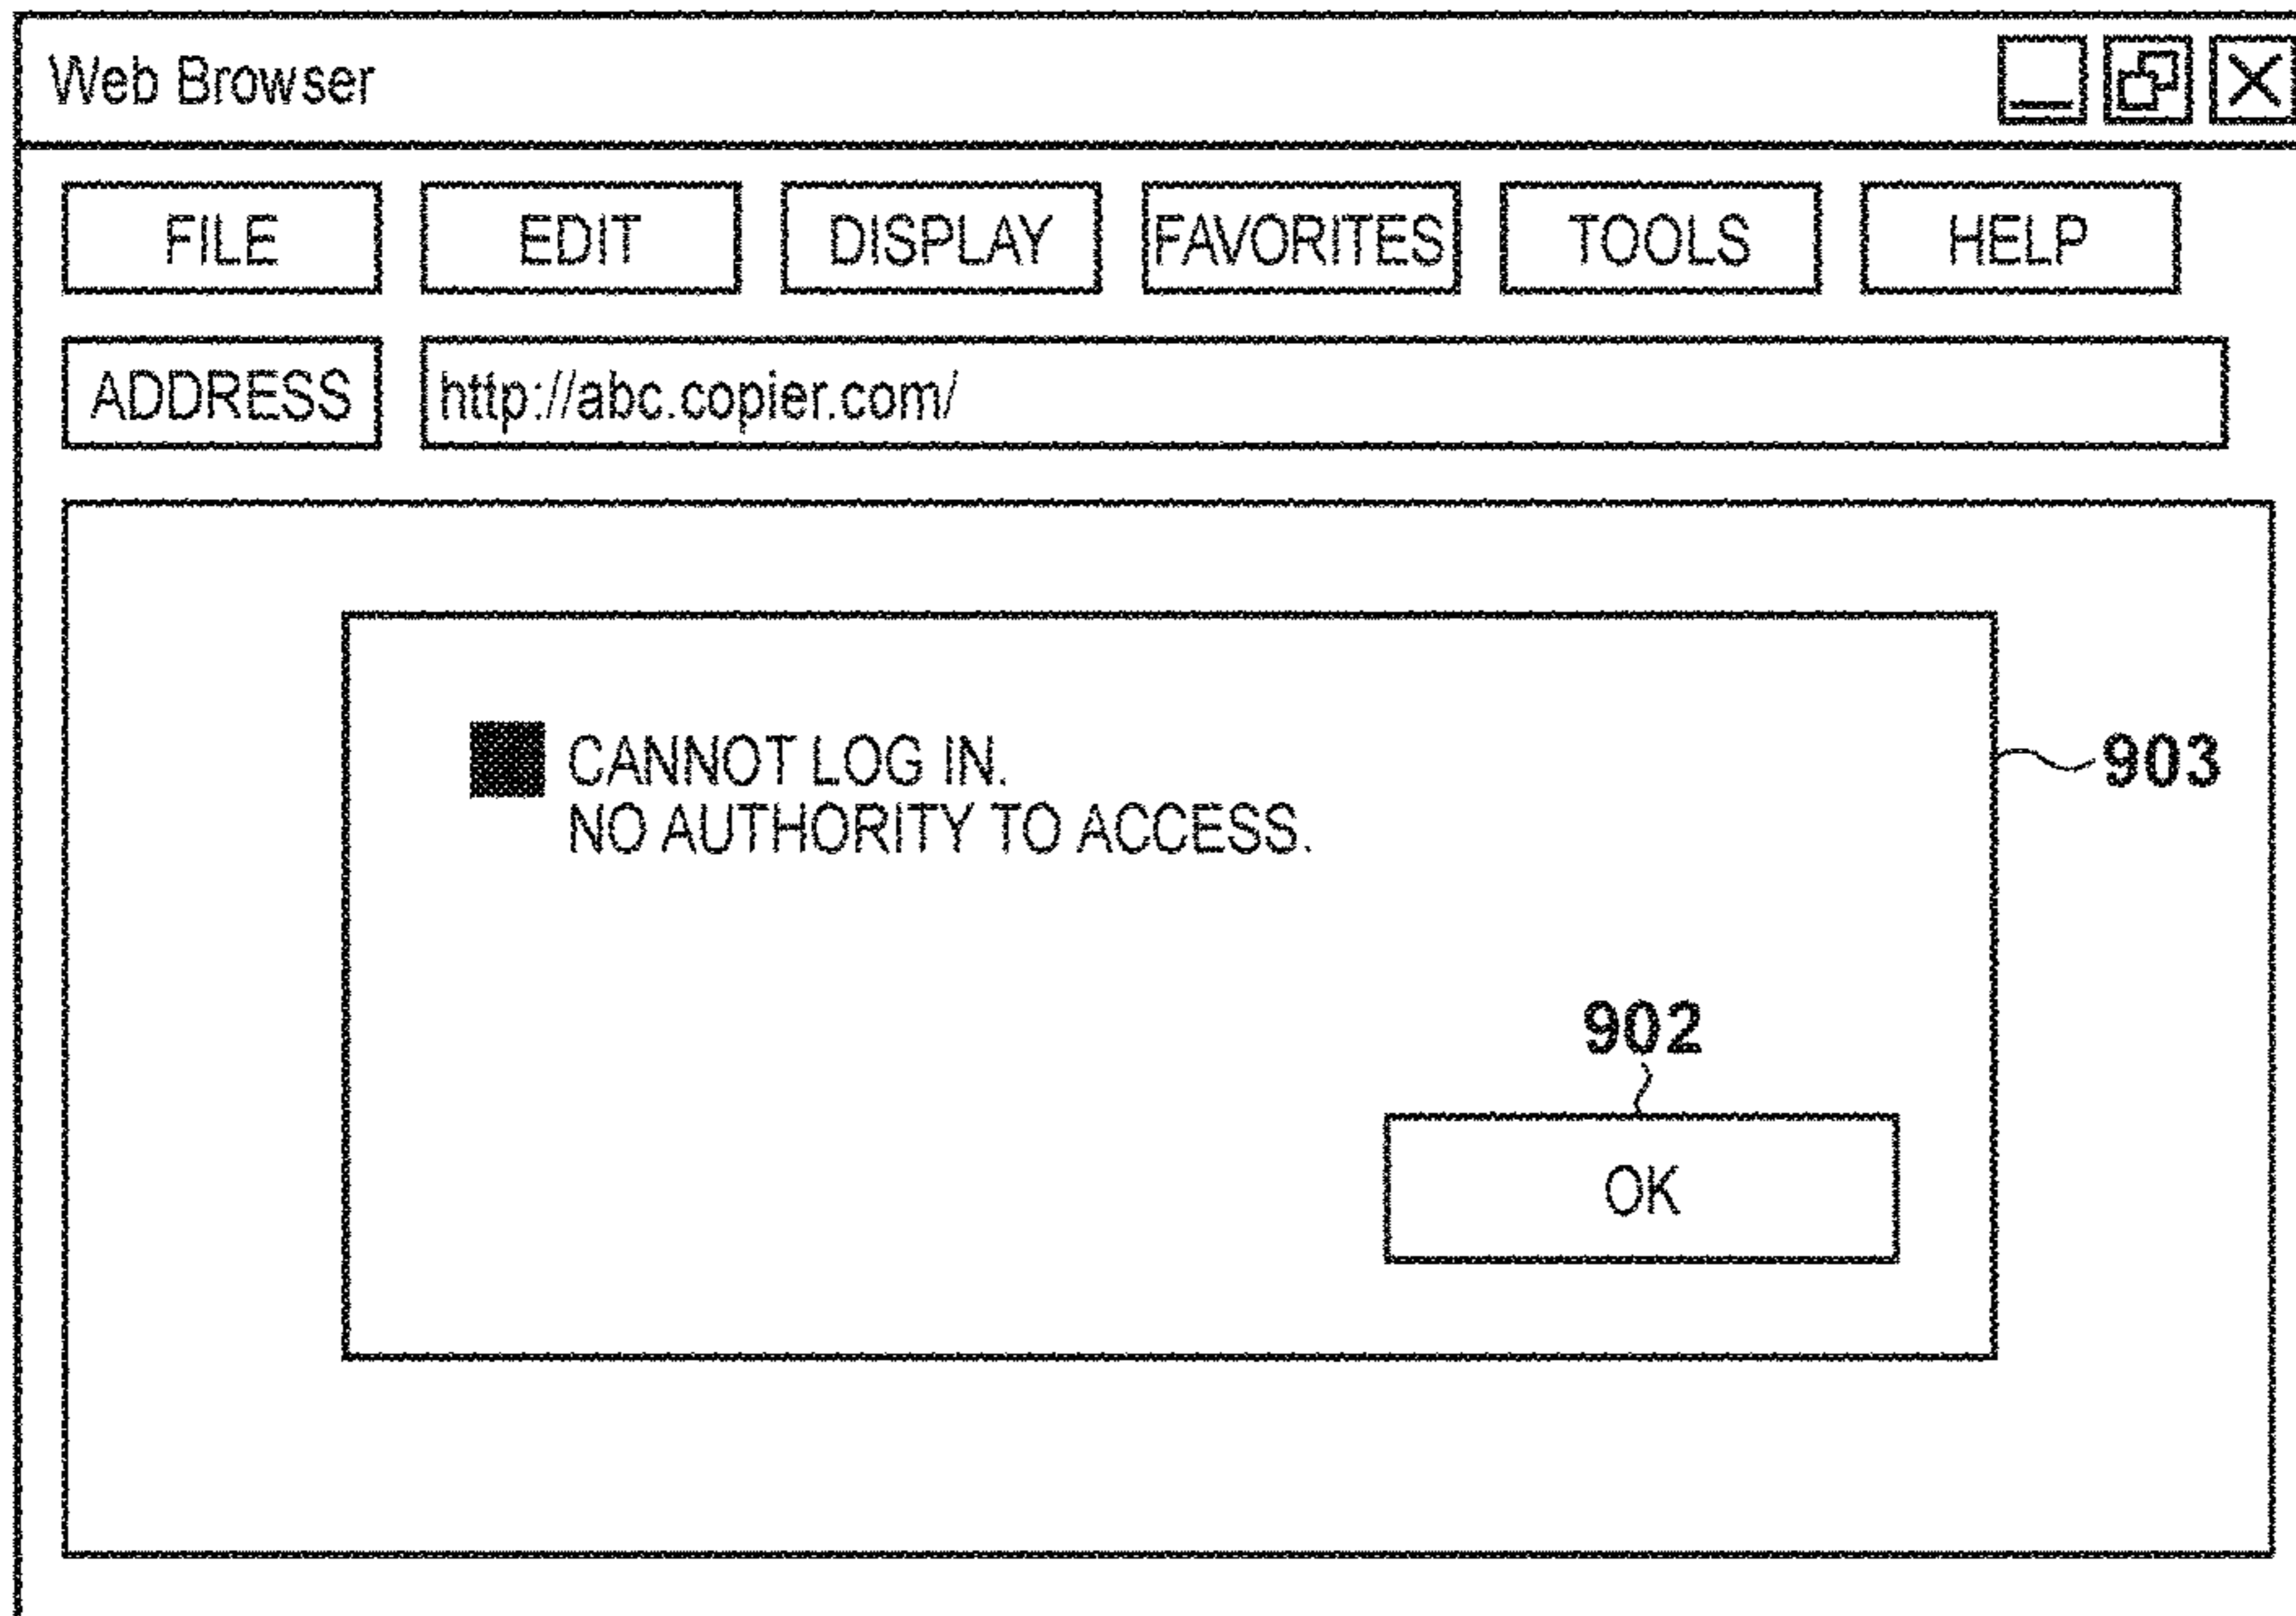 Web Browser
FILE EDIT DISPLAY FAVORITES TOOLS HELP
ADDRESS http://abc.copier.com/
CANNOT LOG IN.
903
NO AUTHORITY TO ACCESS.
902
OK